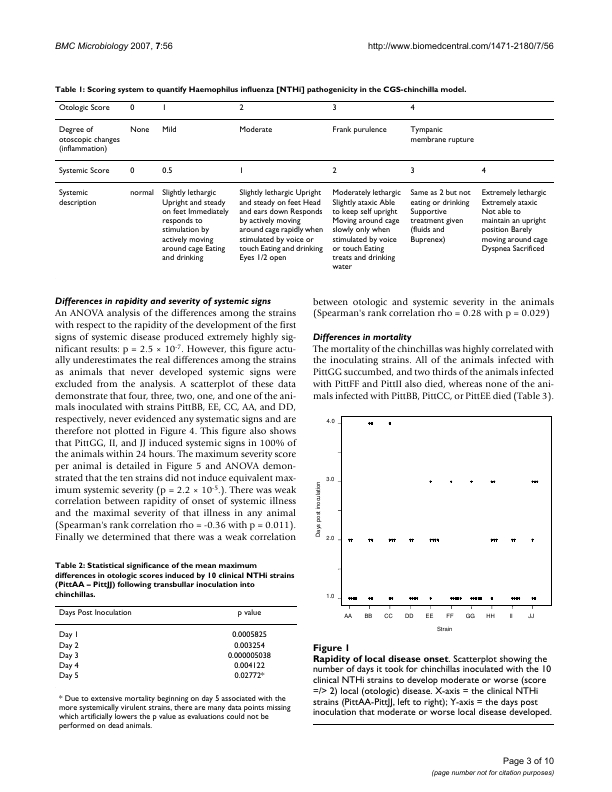 BMC Microbiology 2007, 7:56
http://www.biomedcentral.com/1471-2180/7/56
Table 1: Scoring system to quantify Haemophilus influenza [NTHi] pathogenicity in the CGS-chinchilla model.
Otologic Score 0 1 2 3 4
Degree of otoscopic changes (inflammation) None Mild Moderate Frank purulence Tympanic membrane rupture
Systemic Score 0 0.5 1 2 3 4
Systemic description
normal
Slightly lethargic
Upright and steady
on feet Immediately
responds to
stimulation by
actively moving
around cage Eating
and drinking
Slightly lethargic Upright
and steady on feet Head
and ears down Responds
by actively moving
around cage rapidly when
stimulated by voice or
touch Eating and drinking
Eyes 1/2 open
Moderately lethargic
Slightly ataxic Able
to keep self upright
Moving around cage
slowly only when
stimulated by voice
or touch Eating
treats and drinking
water
Same as 2 but not
eating or drinking
Supportive
treatment given
(fluids and
Buprenex)
Extremely lethargic
Extremely ataxic
Not able to
maintain an upright
position Barely
moving around cage
Dyspnea Sacrificed
Differences in rapidity and severity of systemic signs
An ANOVA analysis of the differences among the strains
with respect to the rapidity of the development of the first
signs of systemic disease produced extremely highly sig-
nificant results: p = 2.5 × 10-7. However, this figure actu-
ally underestimates the real differences among the strains
as animals that never developed systemic signs were
excluded from the analysis. A scatterplot of these data
demonstrate that four, three, two, one, and one of the ani-
mals inoculated with strains PittBB, EE, CC, AA, and DD,
respectively, never evidenced any systematic signs and are
therefore not plotted in Figure 4. This figure also shows
that PittGG, II, and JJ induced systemic signs in 100% of
the animals within 24 hours. The maximum severity score
per animal is detailed in Figure 5 and ANOVA demon-
strated that the ten strains did not induce equivalent max-
imum systemic severity (p = 2.2 × 10-5.). There was weak
correlation between rapidity of onset of systemic illness
and the maximal severity of that illness in any animal
(Spearman's rank correlation rho = -0.36 with p = 0.011).
Finally we determined that there was a weak correlation
Table 2: Statistical significance of the mean maximum
differences in otologic scores induced by 10 clinical NTHi strains
(PittAA – PittJJ) following transbullar inoculation into
chinchillas.
Days Post Inoculation p value
Day 1 0.0005825
Day 2 0.003254
Day 3 0.000005038
Day 4 0.004122
Day 5 0.02772*
* Due to extensive mortality beginning on day 5 associated with the
more systemically virulent strains, there are many data points missing
which artificially lowers the p value as evaluations could not be
performed on dead animals.
between otologic and systemic severity in the animals
(Spearman's rank correlation rho = 0.28 with p = 0.029)
Differences in mortality
The mortality of the chinchillas was highly correlated with
the inoculating strains. All of the animals infected with
PittGG succumbed, and two thirds of the animals infected
with PittFF and PittII also died, whereas none of the ani-
mals infected with PittBB, PittCC, or PittEE died (Table 3).
4.0
3.0
2.0
1.0
Days post inoculation
AA BB CC DD EE FF GG HH II JJ
Strain
Figure 1
Rapidity of local disease onset. Scatterplot showing the
number of days it took for chinchillas inoculated with the 10
clinical NTHi strains to develop moderate or worse (score
=/> 2) local (otologic) disease. X-axis = the clinical NTHi
strains (PittAA-PittJJ, left to right); Y-axis = the days post
inoculation that moderate or worse local disease developed.
Page 3 of 10
(page number not for citation purposes)